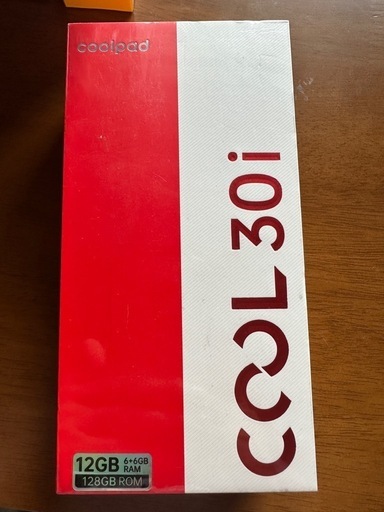 coolpad
COOL 30i
12GB 6+6GB RAM
128GB ROM